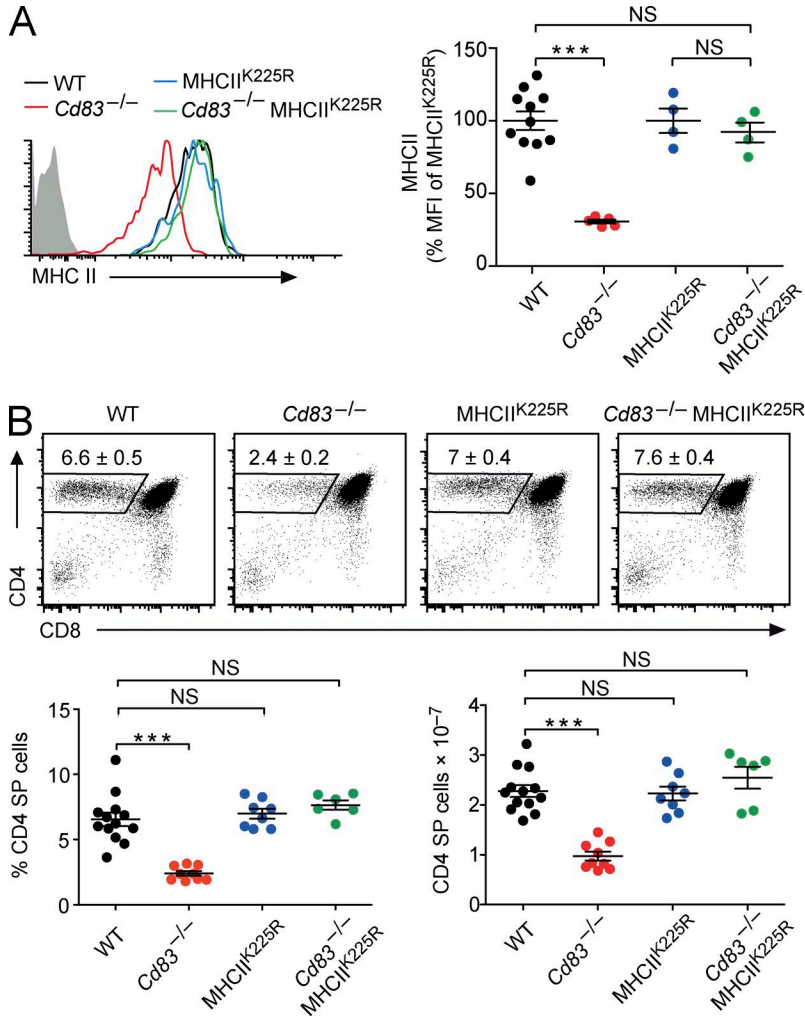 A
WT
MHCII^K225R
Cd83−/−
Cd83−/− MHCII^K225R
MHC II
NS
***
NS
150
100
50
0
MHCII
(% MFI of MHCII^K225R)
WT
Cd83−/−
MHCII^K225R
Cd83−/−
MHCII^K225R
B
WT
Cd83−/−
MHCII^K225R
Cd83−/− MHCII^K225R
6.6 ± 0.5
2.4 ± 0.2
7 ± 0.4
7.6 ± 0.4
CD4
CD8
NS
NS
***
15
10
5
0
% CD4 SP cells
WT
Cd83−/−
MHCII^K225R
Cd83−/−
MHCII^K225R
NS
NS
***
4
3
2
1
0
CD4 SP cells × 10^−7
WT
Cd83−/−
MHCII^K225R
Cd83−/−
MHCII^K225R